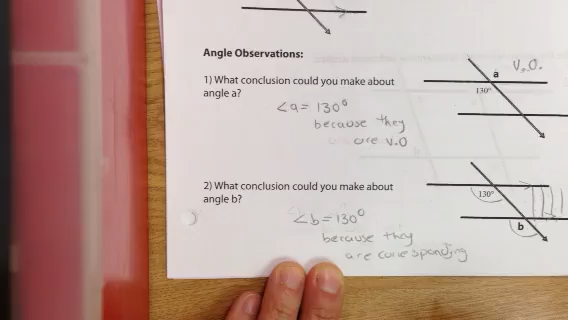 Angle Observations:
V.O.
a
1) What conclusion could you make about
angle a?
130°
∠a = 130°
because they
are V.O
2) What conclusion could you make about
angle b?
130°
∠b = 130°
b
because they
are corresponding